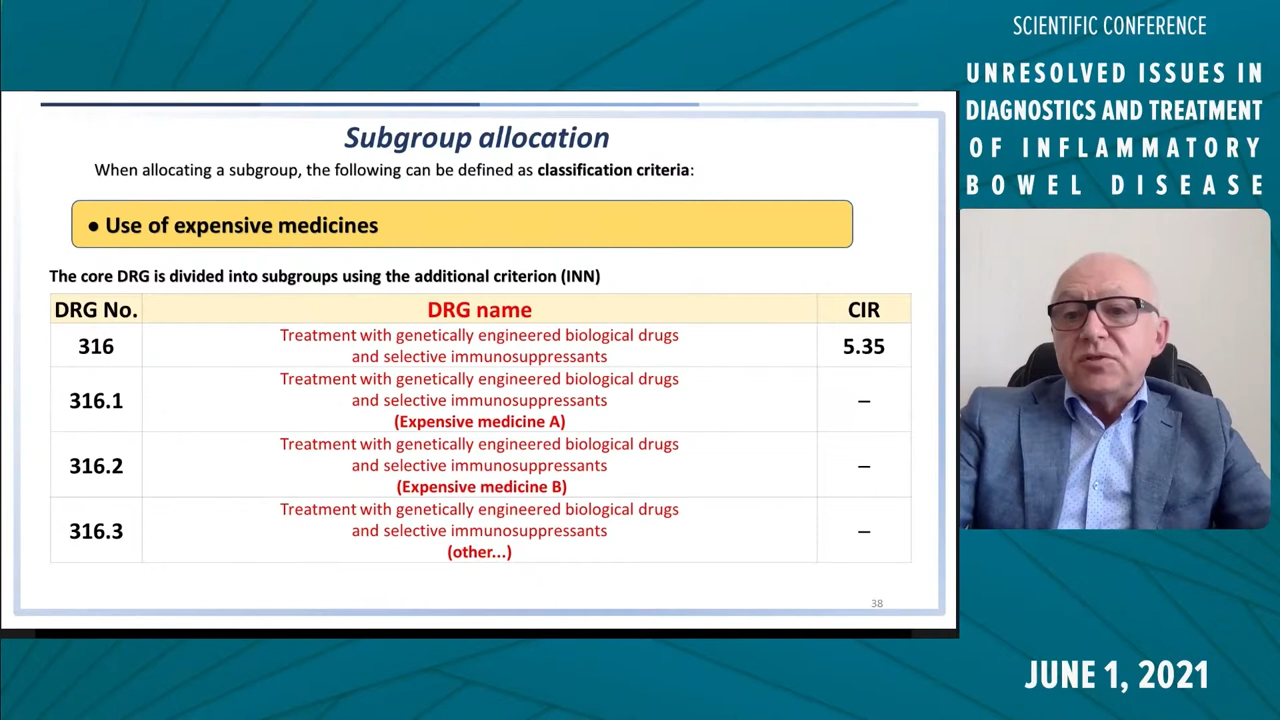 SCIENTIFIC CONFERENCE
UNRESOLVED ISSUES IN
DIAGNOSTICS AND TREATMENT
OF INFLAMMATORY
BOWEL DISEASE
Subgroup allocation
When allocating a subgroup, the following can be defined as classification criteria:
● Use of expensive medicines
The core DRG is divided into subgroups using the additional criterion (INN)
DRG No. DRG name CIR
316 Treatment with genetically engineered biological drugs
and selective immunosuppressants 5.35
316.1 Treatment with genetically engineered biological drugs
and selective immunosuppressants
(Expensive medicine A) –
316.2 Treatment with genetically engineered biological drugs
and selective immunosuppressants
(Expensive medicine B) –
316.3 Treatment with genetically engineered biological drugs
and selective immunosuppressants
(other...) –
38
JUNE 1, 2021